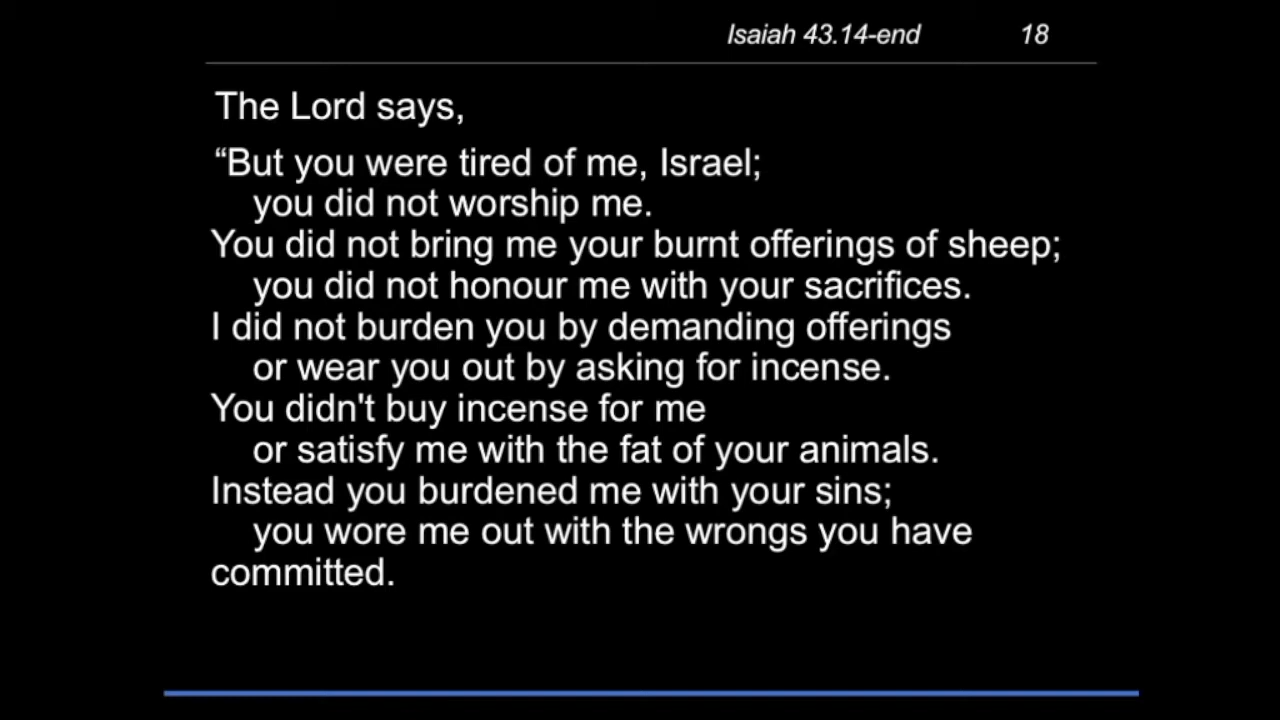 Isaiah 43.14-end 18
The Lord says,
“But you were tired of me, Israel;
you did not worship me.
You did not bring me your burnt offerings of sheep;
you did not honour me with your sacrifices.
I did not burden you by demanding offerings
or wear you out by asking for incense.
You didn't buy incense for me
or satisfy me with the fat of your animals.
Instead you burdened me with your sins;
you wore me out with the wrongs you have
committed.